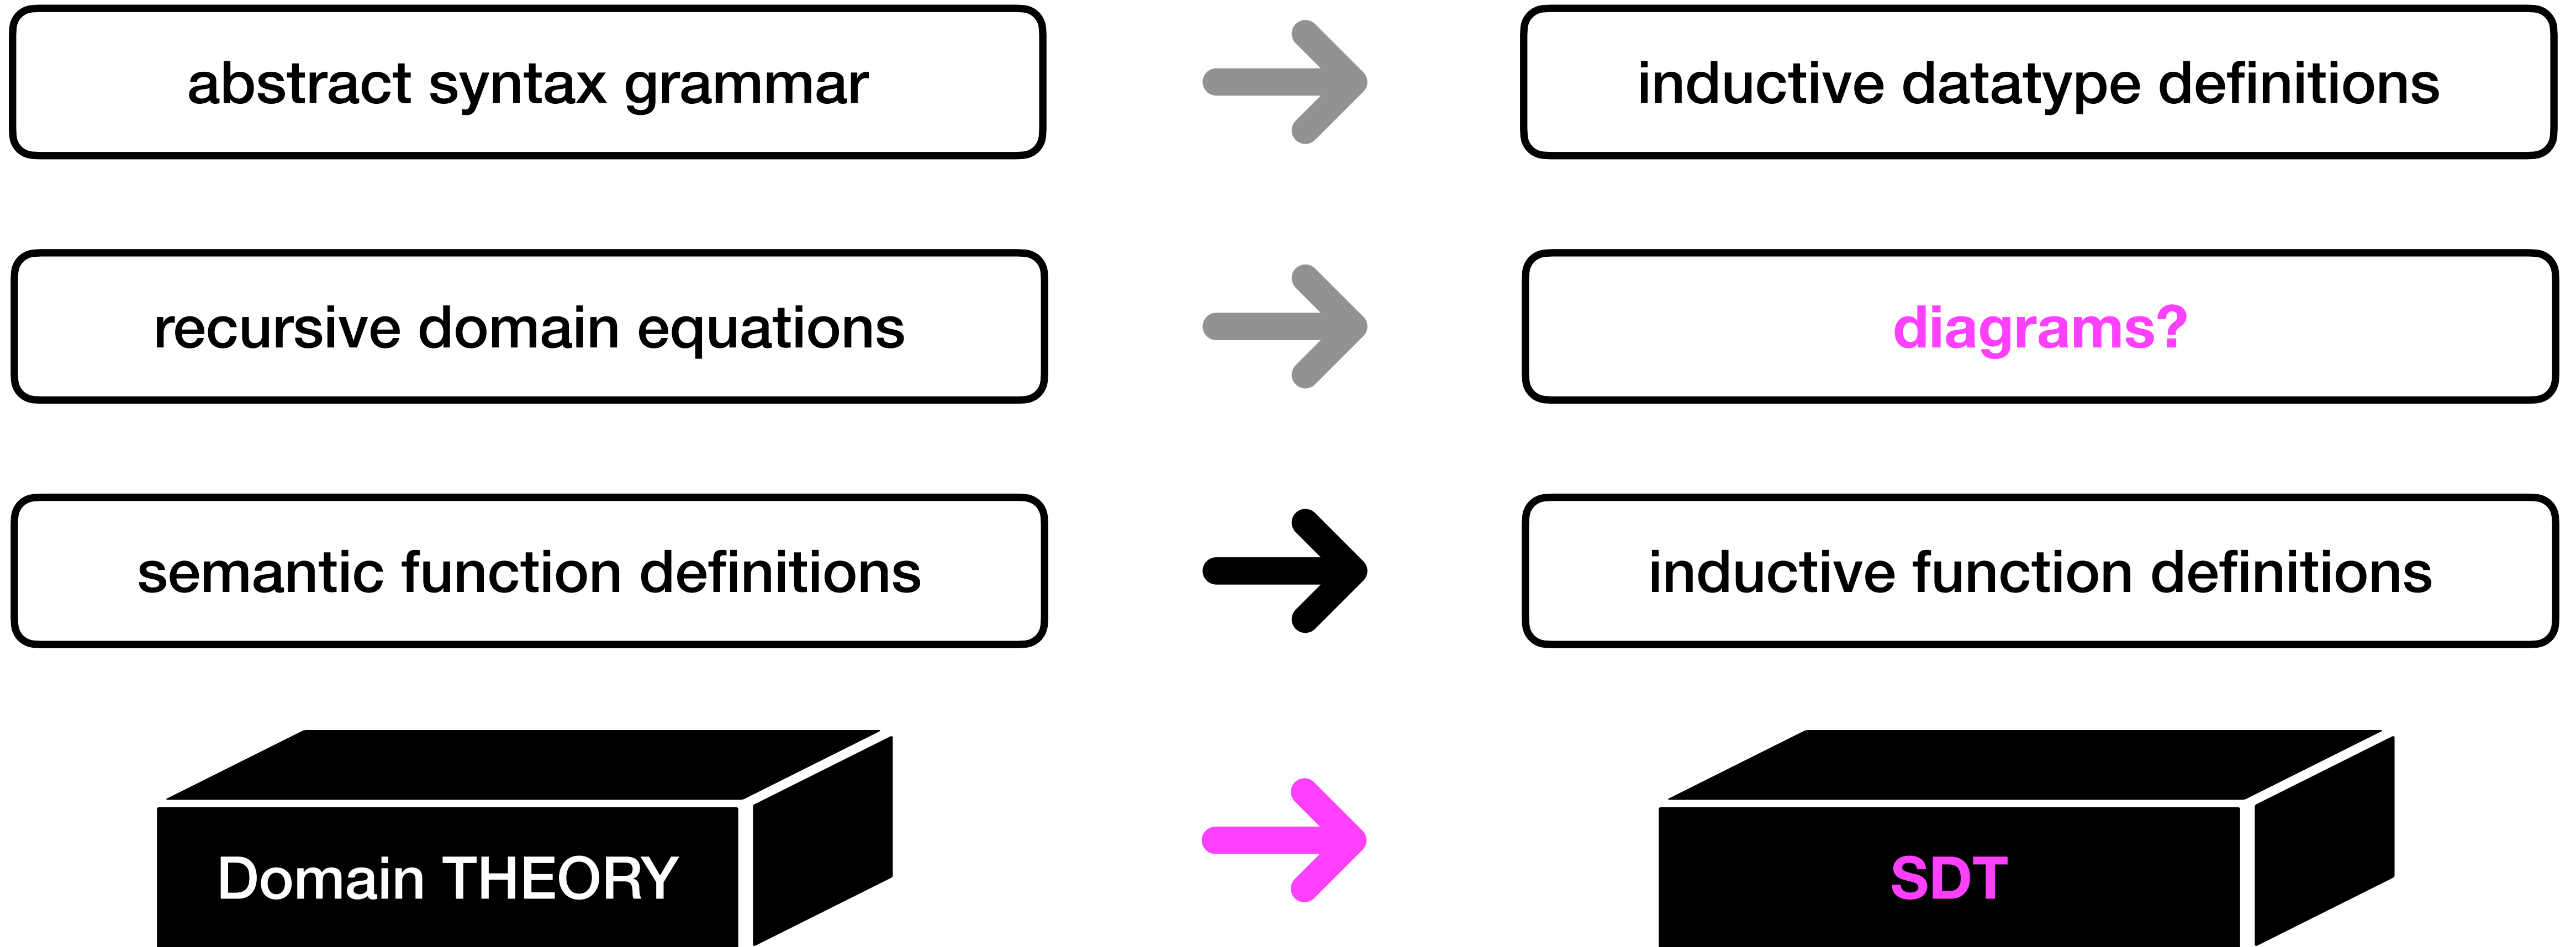 abstract syntax grammar
inductive datatype definitions
recursive domain equations
diagrams?
semantic function definitions
inductive function definitions
Domain THEORY
SDT